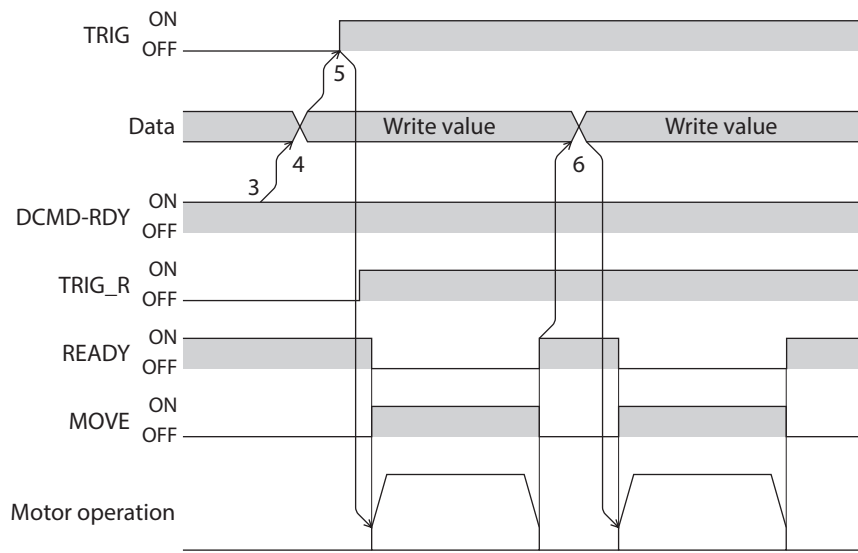 TRIG ON
OFF
5
Data Write value Write value
4 6
3
DCMD-RDY ON
OFF
TRIG_R ON
OFF
READY ON
OFF
MOVE ON
OFF
Motor operation